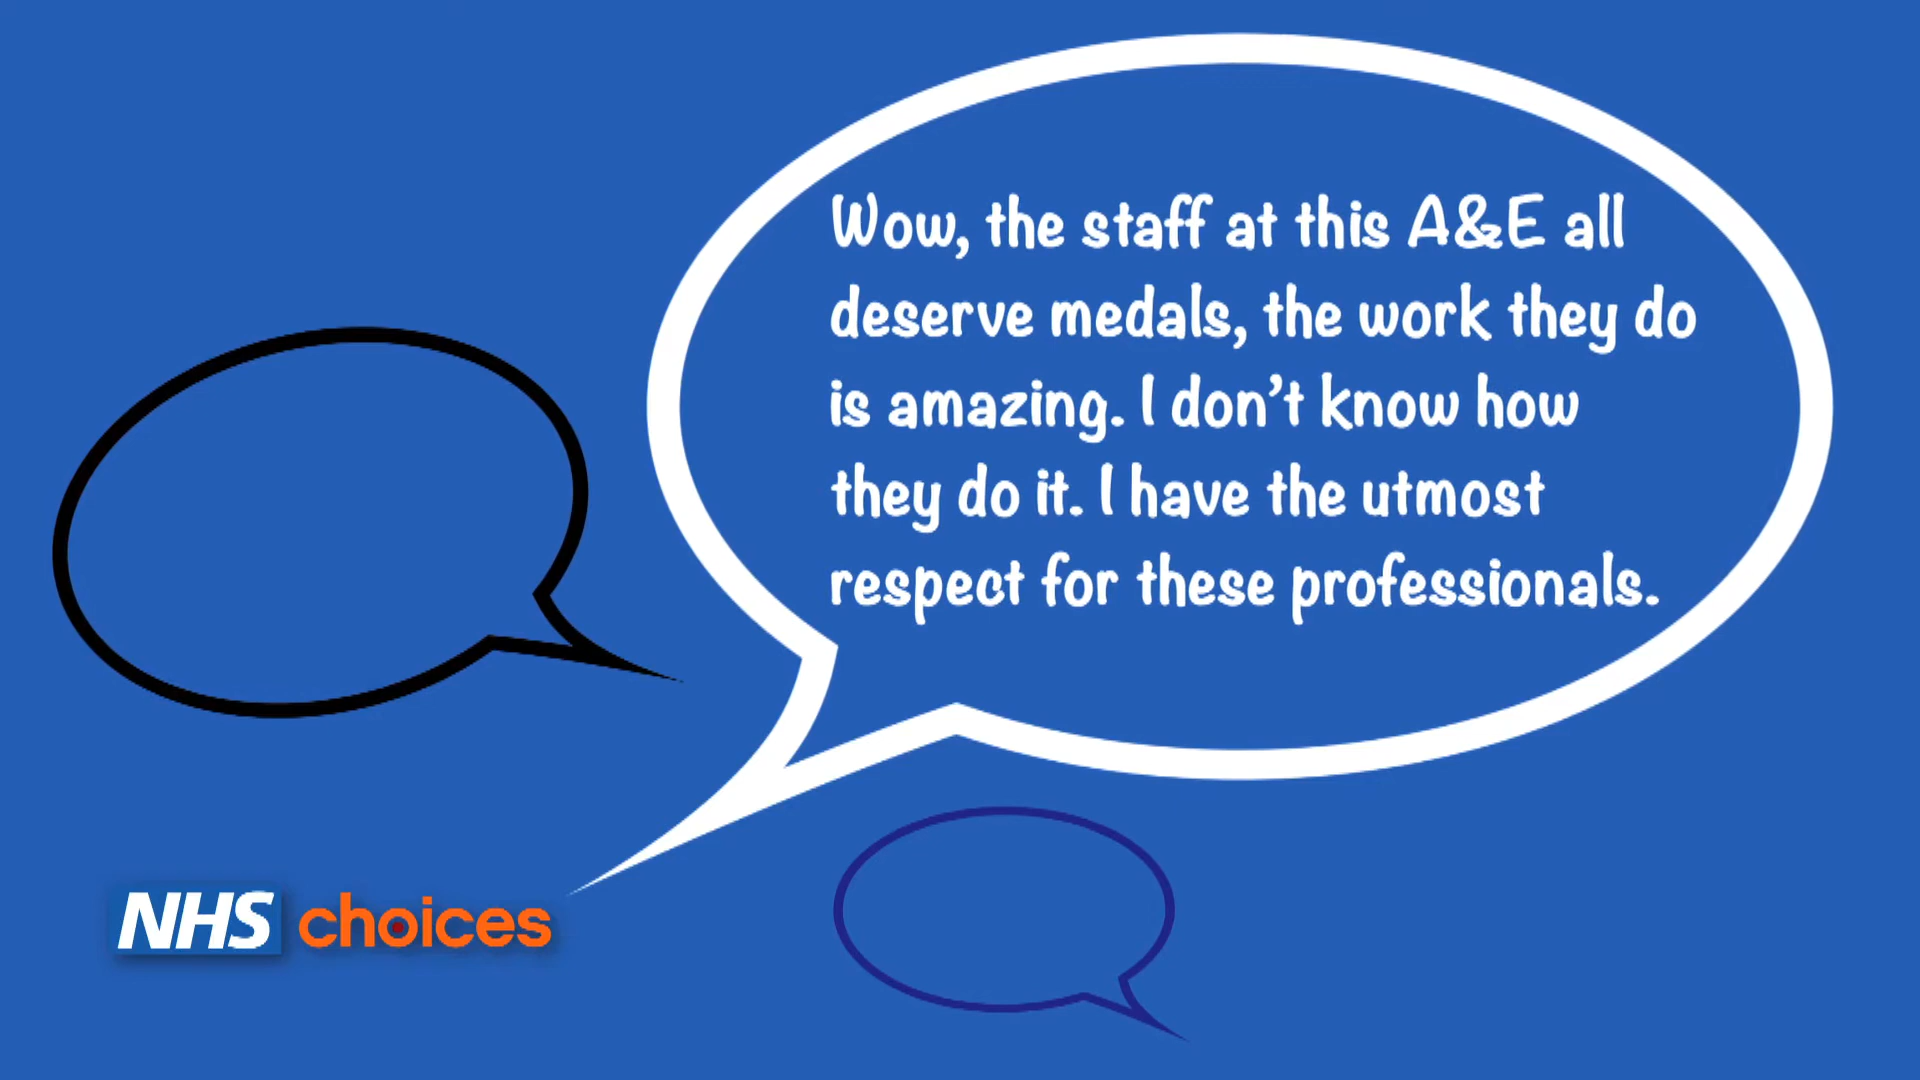 Wow, the staff at this A&E all
deserve medals, the work they do
is amazing. I don’t know how
they do it. I have the utmost
respect for these professionals.
NHS choices